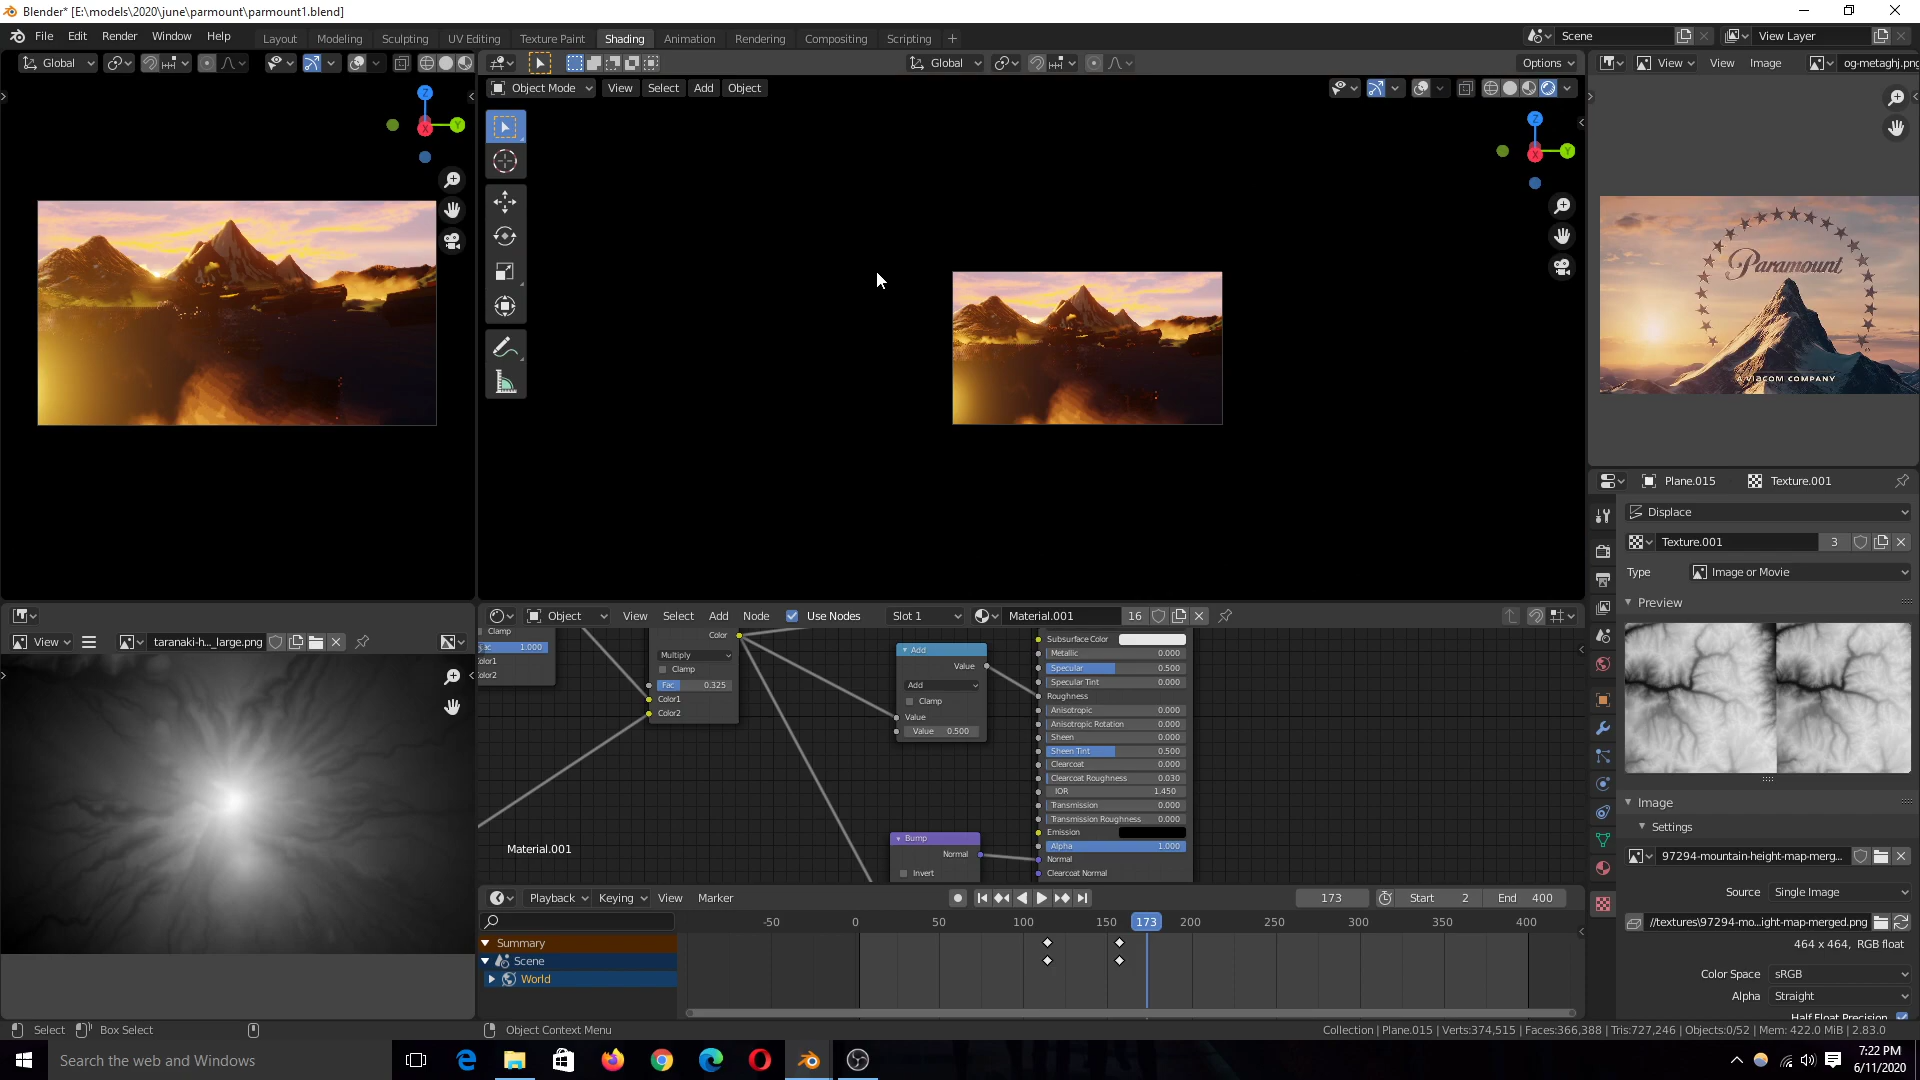 Blender* [E:\models\2020\june\parmount\parmount1.blend]
File Edit Render Window Help
Layout Modeling Sculpting UV Editing Texture Paint Shading Animation Rendering Compositing Scripting +
Scene
View Layer
Global
Global
Options
View
View Image
og-metaghj.png
Object Mode
View Select Add Object
Z
X
Y
Z
X
Y
Paramount
A VIACOM COMPANY
Plane.015
Texture.001
Displace
Texture.001
3
Type
Image or Movie
Preview
Image
Settings
97294-mountain-height-map-merg...
Source
Single Image
//textures\97294-mo...ight-map-merged.png
464 x 464, RGB float
Color Space
sRGB
Alpha
Straight
Half Float Precision
View
taranaki-h..._large.png
Object
View Select Add Node
Use Nodes
Slot 1
Material.001
16
Clamp
1.000
Color2
Color
Multiply
Clamp
Fac 0.325
Color1
Color2
Add
Value
Add
Clamp
Value
Value 0.500
Bump
Normal
Invert
Subsurface Color
Metallic 0.000
Specular 0.500
Specular Tint 0.000
Roughness
Anisotropic 0.000
Anisotropic Rotation 0.000
Sheen 0.000
Sheen Tint 0.500
Clearcoat 0.000
Clearcoat Roughness 0.030
IOR 1.450
Transmission 0.000
Transmission Roughness 0.000
Emission
Alpha 1.000
Normal
Clearcoat Normal
Material.001
Playback Keying View Marker
173
Start 2
End 400
-50 0 50 100 150 173 200 250 300 350 400
Summary
Scene
World
Select
Box Select
Object Context Menu
Collection | Plane.015 | Verts:374,515 | Faces:366,388 | Tris:727,246 | Objects:0/52 | Mem: 422.0 MiB | 2.83.0
Search the web and Windows
7:22 PM
6/11/2020